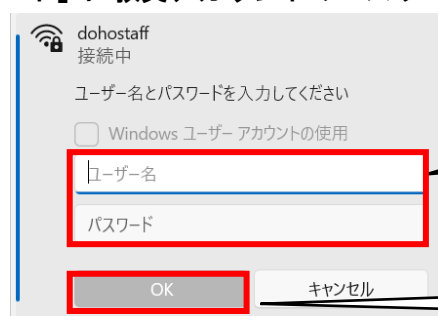 dohostaff
接続中
ユーザー名とパスワードを入力してください
Windows ユーザー アカウントの使用
ユーザー名
パスワード
OK
キャンセル